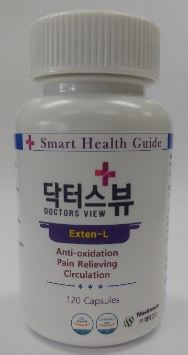 Smart Health Guide
닥터스뷰
DOCTORS VIEW
Exten-L
Anti-oxidation
Pain Relieving
Circulation
120 Capsules